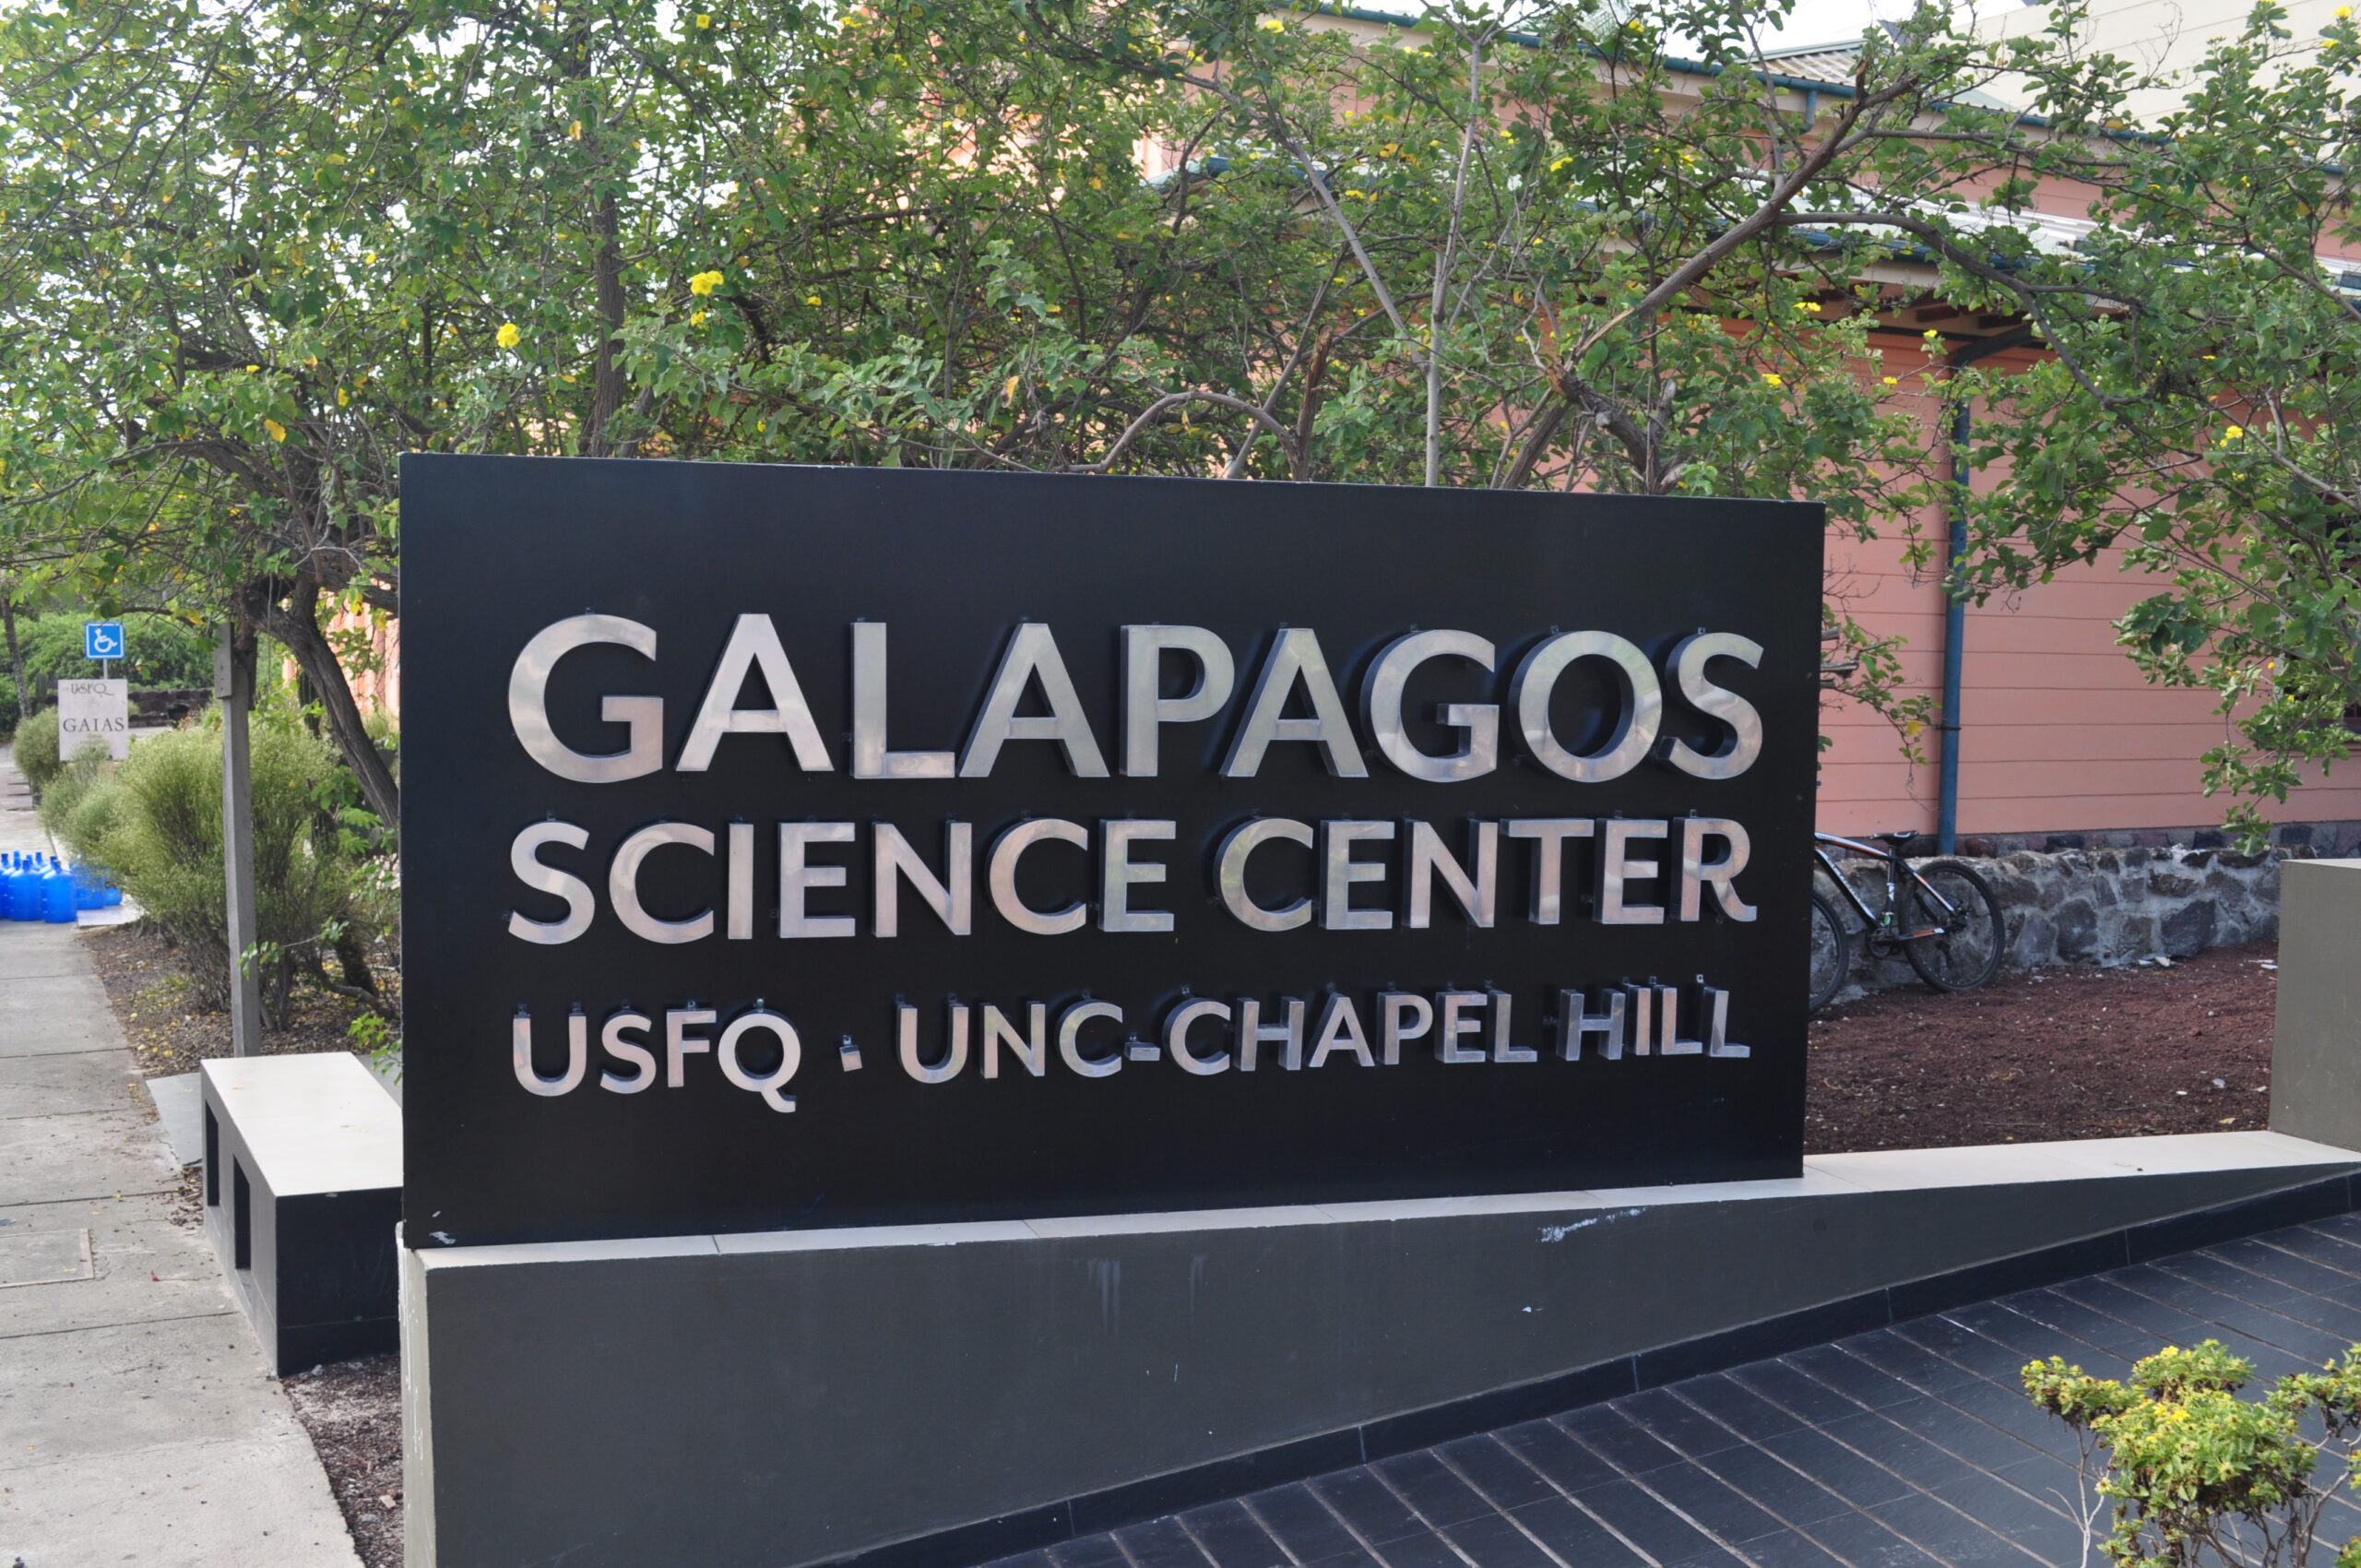 GALAPAGOS
SCIENCE CENTER
USFQ · UNC-CHAPEL HILL
USFQ
GAIAS